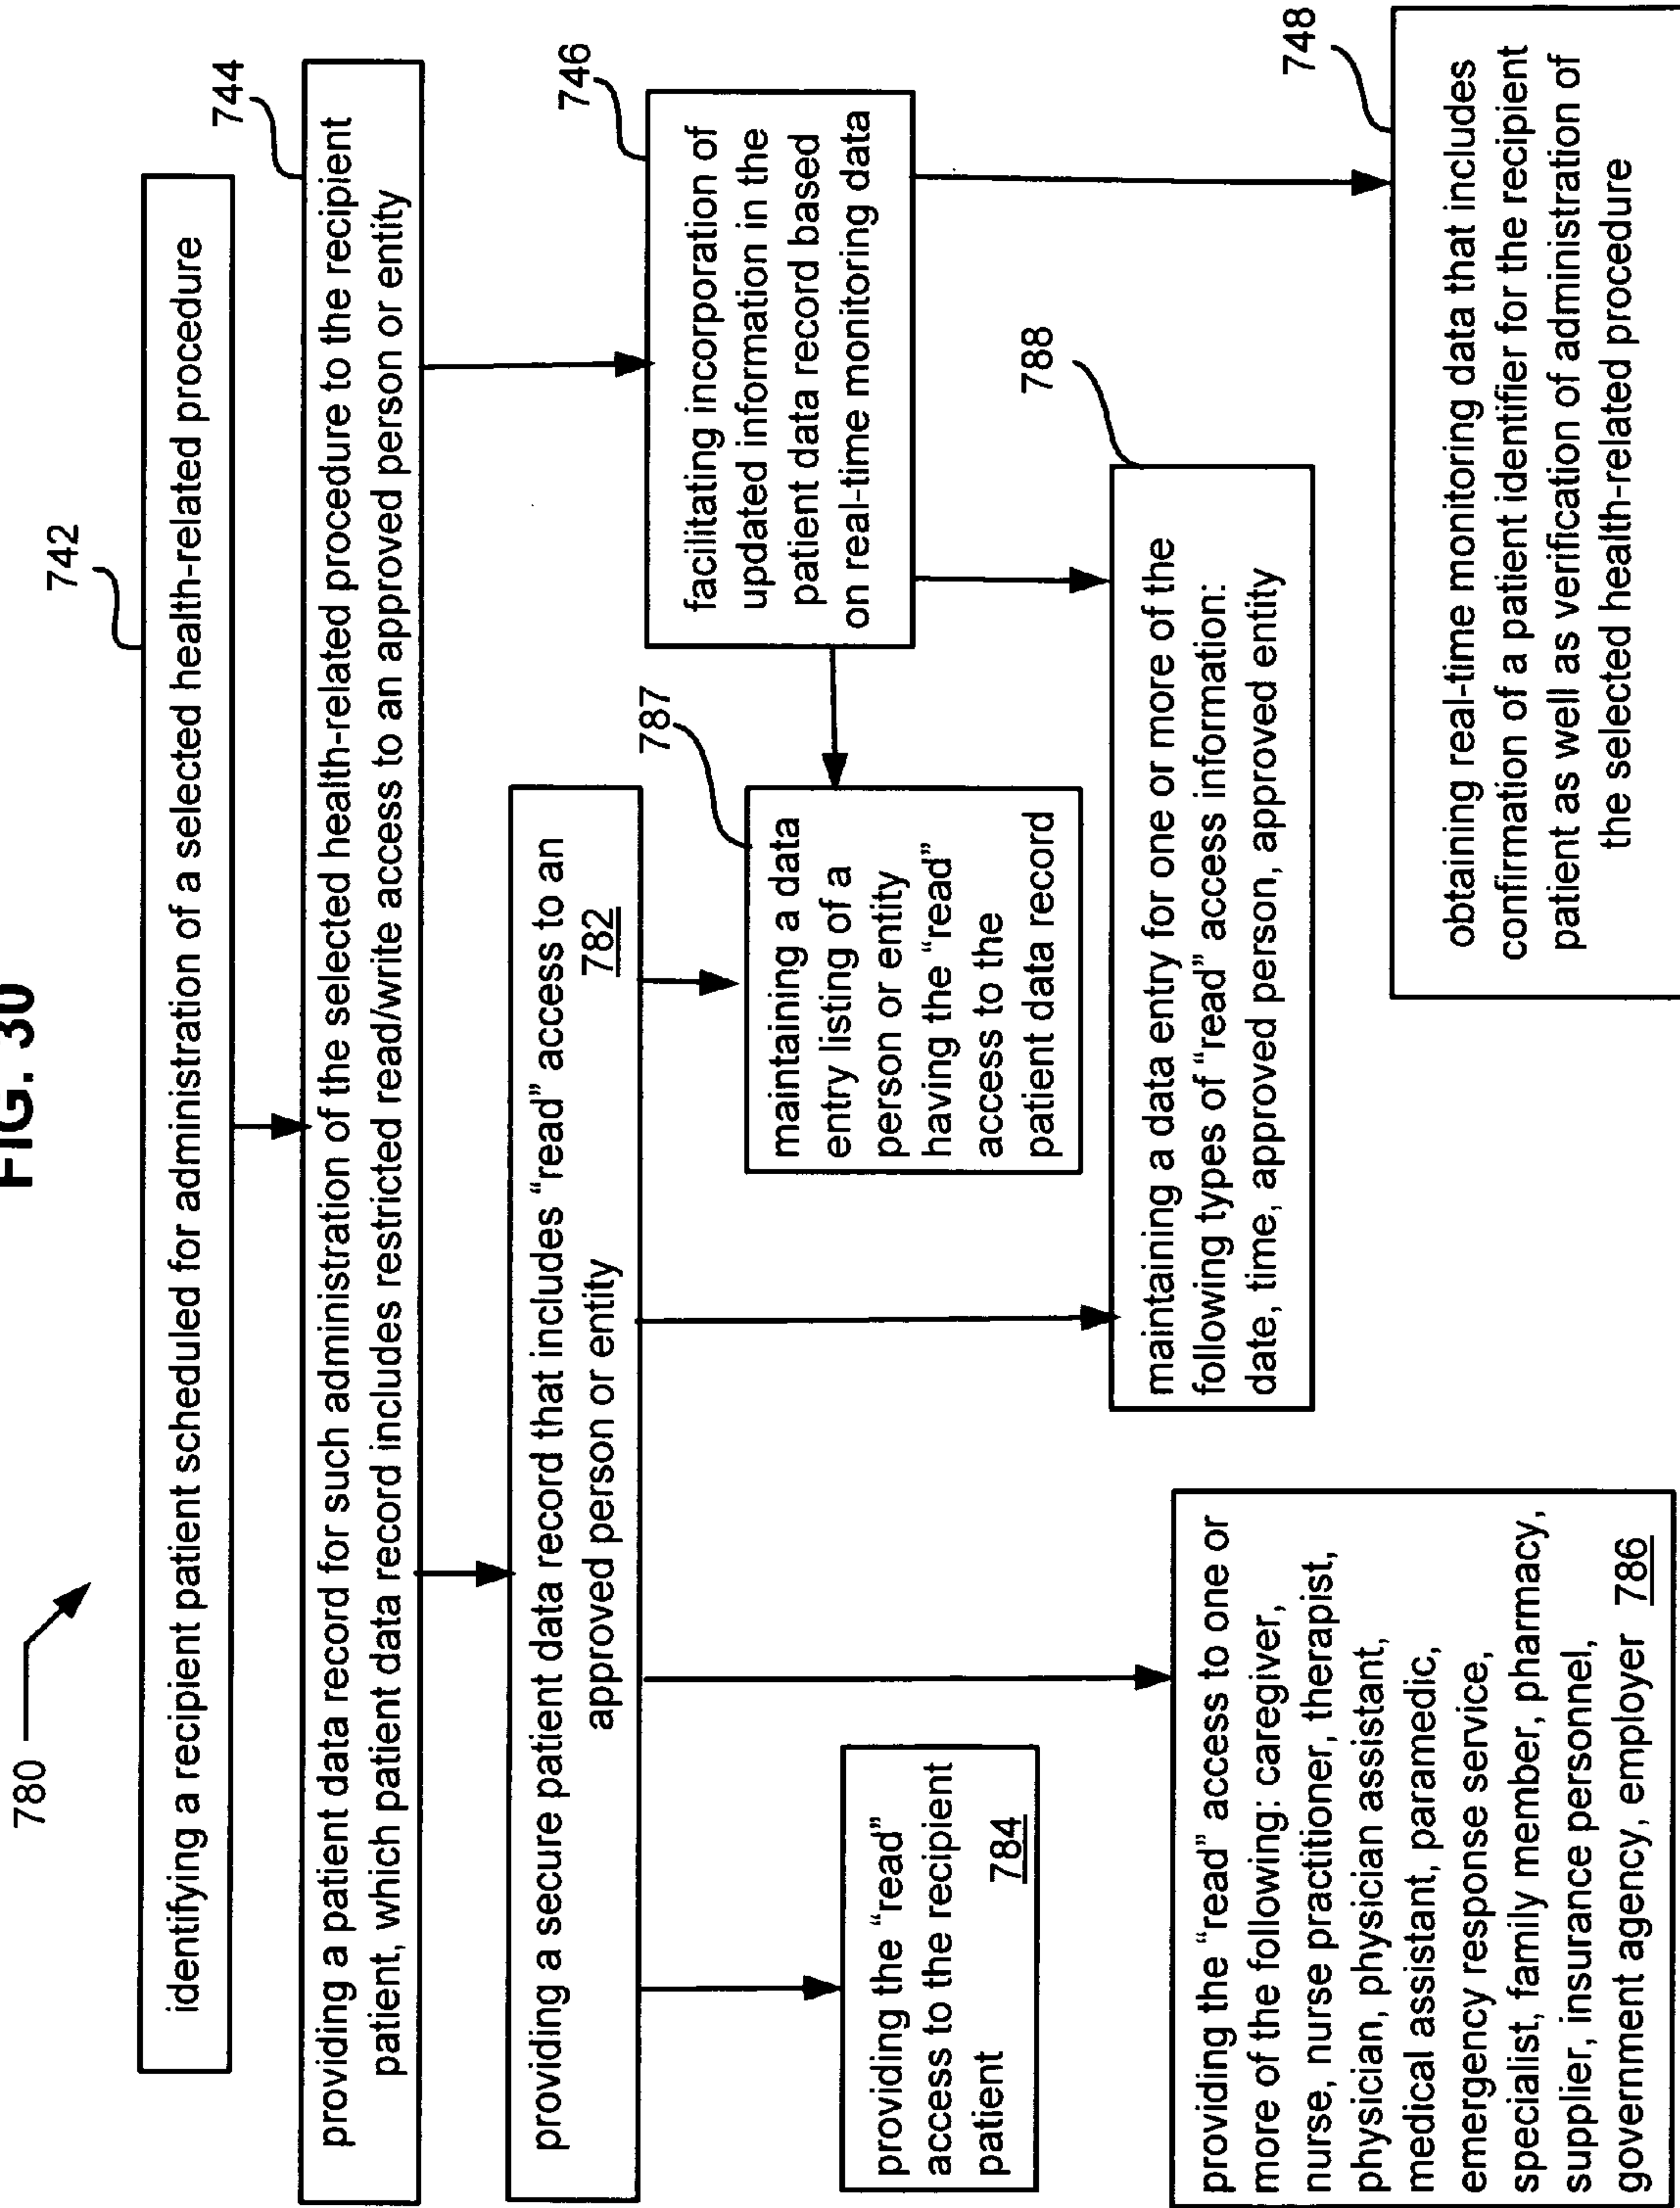 FIG. 30
780
742
identifying a recipient patient scheduled for administration of a selected health-related procedure
744
providing a patient data record for such administration of the selected health-related procedure to the recipient
patient, which patient data record includes restricted read/write access to an approved person or entity
providing a secure patient data record that includes “read” access to an
approved person or entity 782
746
facilitating incorporation of
updated information in the
patient data record based
on real-time monitoring data
787
maintaining a data
entry listing of a
person or entity
having the “read”
access to the
patient data record
providing the “read”
access to the recipient
patient 784
788
maintaining a data entry for one or more of the
following types of “read” access information:
date, time, approved person, approved entity
providing the “read” access to one or
more of the following: caregiver,
nurse, nurse practitioner, therapist,
physician, physician assistant,
medical assistant, paramedic,
emergency response service,
specialist, family member, pharmacy,
supplier, insurance personnel,
government agency, employer 786
748
obtaining real-time monitoring data that includes
confirmation of a patient identifier for the recipient
patient as well as verification of administration of
the selected health-related procedure